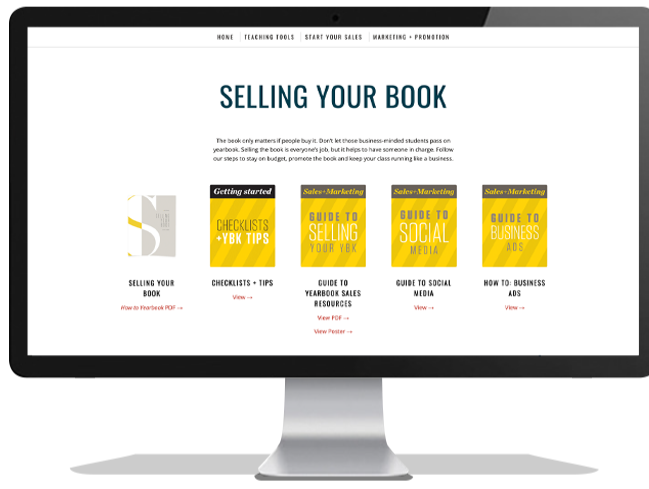 HOME TEACHING TOOLS START YOUR SALES MARKETING + PROMOTION
SELLING YOUR BOOK
The book only matters if people buy it. Don't let those business-minded students pass on
yearbook. Selling the book is everyone's job, but it helps to have someone in charge. Follow
our steps to stay on budget, promote the book and keep your class running like a business.
S
SELLING YOUR
BOOK
How to Yearbook PDF →
Getting started
CHECKLISTS
+YBK TIPS
CHECKLISTS + TIPS
View →
Sales+Marketing
GUIDE TO
SELLING
YOUR YBK
GUIDE TO
YEARBOOK SALES
RESOURCES
View PDF →
View Poster →
Sales+Marketing
GUIDE TO
SOCIAL
MEDIA
GUIDE TO SOCIAL
MEDIA
View →
Sales+Marketing
GUIDE TO
BUSINESS
ADS
HOW TO: BUSINESS
ADS
View →